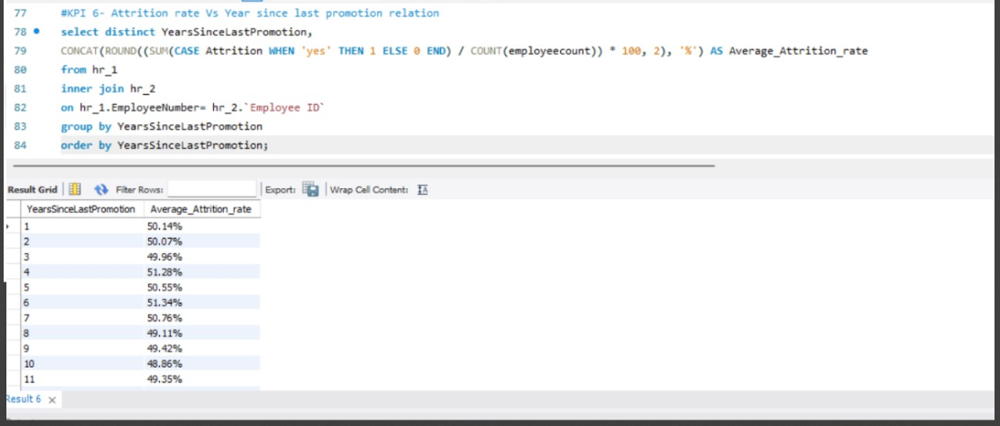 77 #KPI 6- Attrition rate Vs Year since last promotion relation
78 select distinct YearsSinceLastPromotion,
79 CONCAT(ROUND((SUM(CASE Attrition WHEN 'yes' THEN 1 ELSE 0 END) / COUNT(employeecount)) * 100, 2), '%') AS Average_Attrition_rate
80 from hr_1
81 inner join hr_2
82 on hr_1.EmployeeNumber= hr_2.`Employee ID`
83 group by YearsSinceLastPromotion
84 order by YearsSinceLastPromotion;
Result Grid Filter Rows: Export: Wrap Cell Content: IA
YearsSinceLastPromotion Average_Attrition_rate
1 50.14%
2 50.07%
3 49.96%
4 51.28%
5 50.55%
6 51.34%
7 50.76%
8 49.11%
9 49.42%
10 48.86%
11 49.35%
Result 6 ×